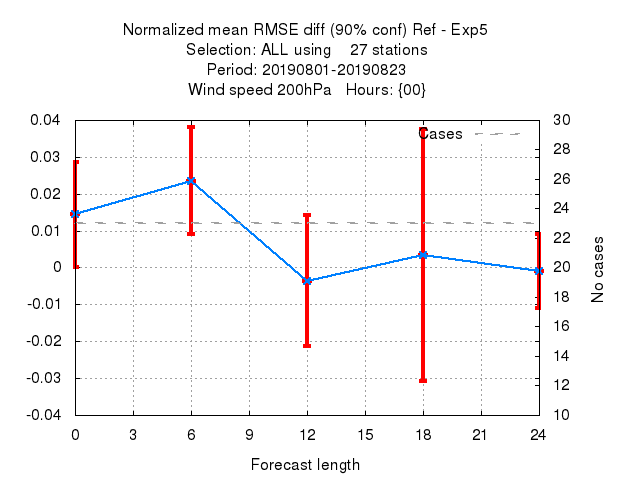 Normalized mean RMSE diff (90% conf) Ref - Exp5
Selection: ALL using 27 stations
Period: 20190801-20190823
Wind speed 200hPa Hours: {00}
Cases
0.04
0.03
0.02
0.01
0
-0.01
-0.02
-0.03
-0.04
30
28
26
24
22
20
18
16
14
12
10
No cases
0 3 6 9 12 15 18 21 24
Forecast length